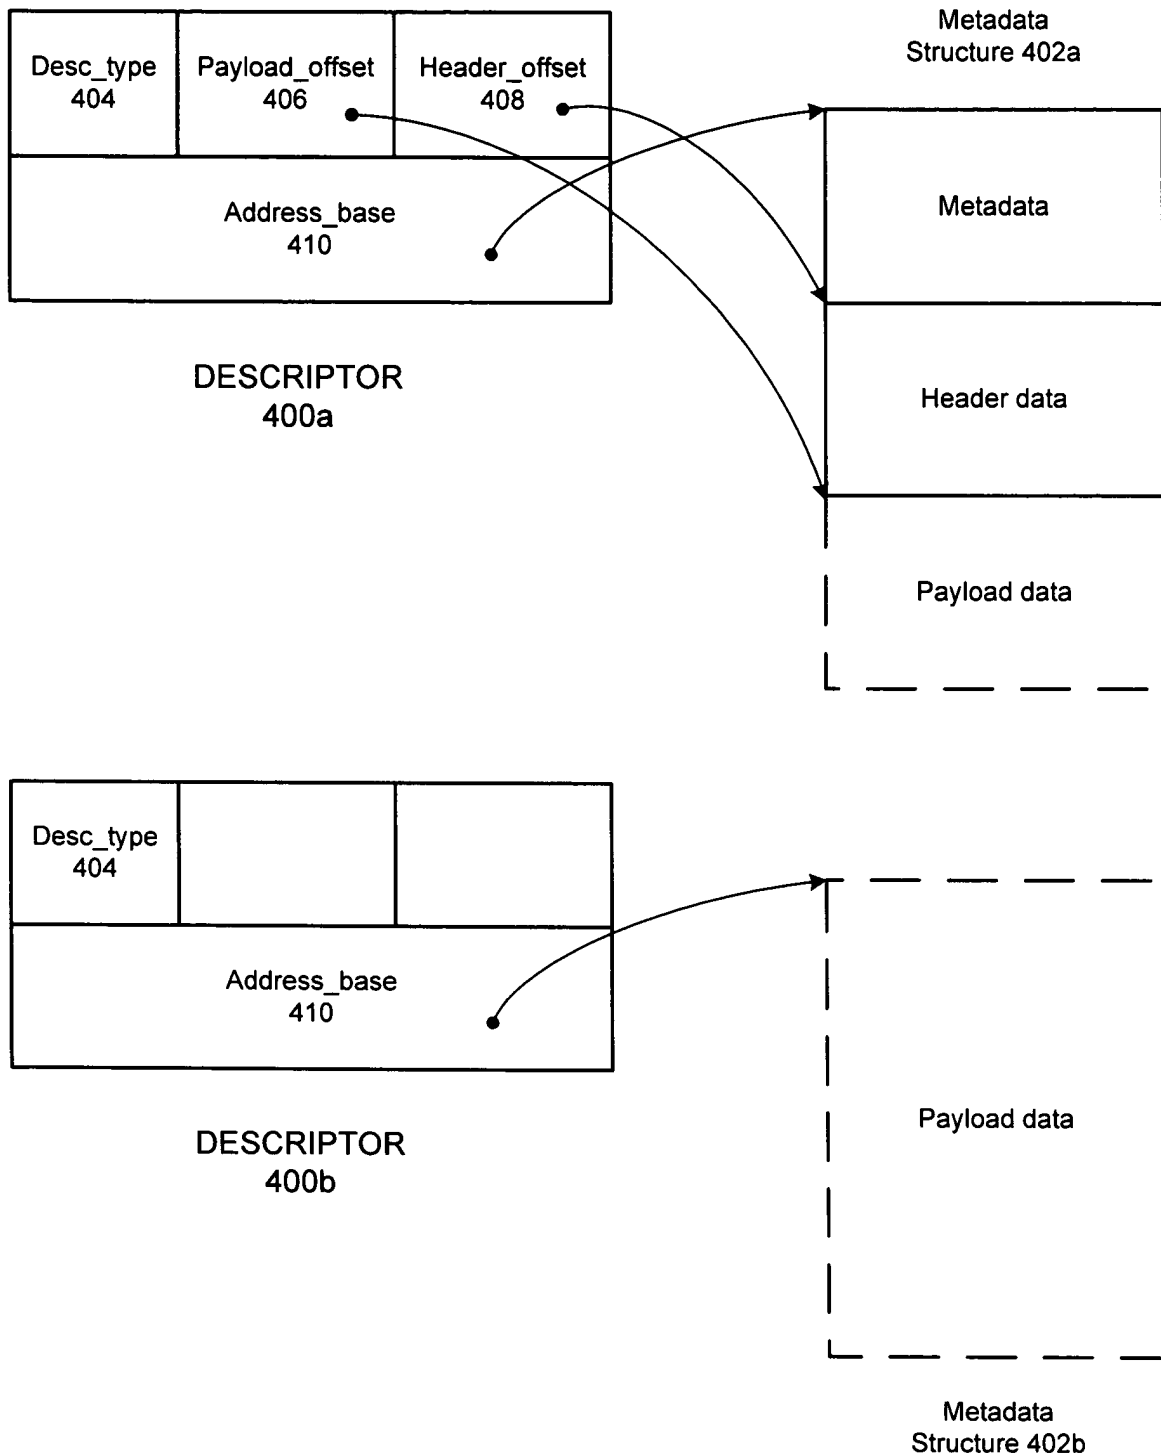 Metadata
Structure 402a
Desc_type
404
Payload_offset
406
Header_offset
408
Address_base
410
Metadata
Header data
Payload data
DESCRIPTOR
400a
Desc_type
404
Address_base
410
Payload data
DESCRIPTOR
400b
Metadata
Structure 402b